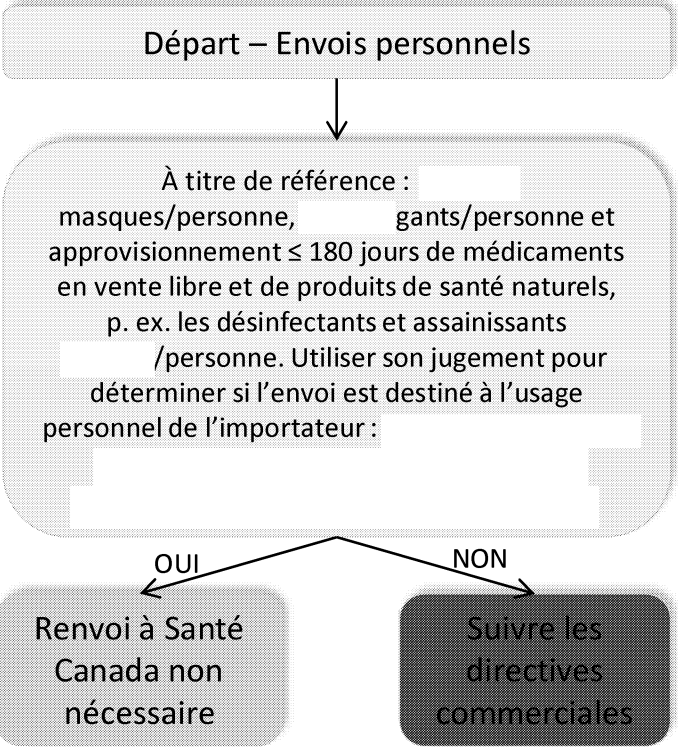 Départ – Envois personnels
À titre de référence :
masques/personne, gants/personne et
approvisionnement ≤ 180 jours de médicaments
en vente libre et de produits de santé naturels,
p. ex. les désinfectants et assainissants
/personne. Utiliser son jugement pour
déterminer si l’envoi est destiné à l’usage
personnel de l’importateur :
OUI
NON
Renvoi à Santé
Canada non
nécessaire
Suivre les
directives
commerciales